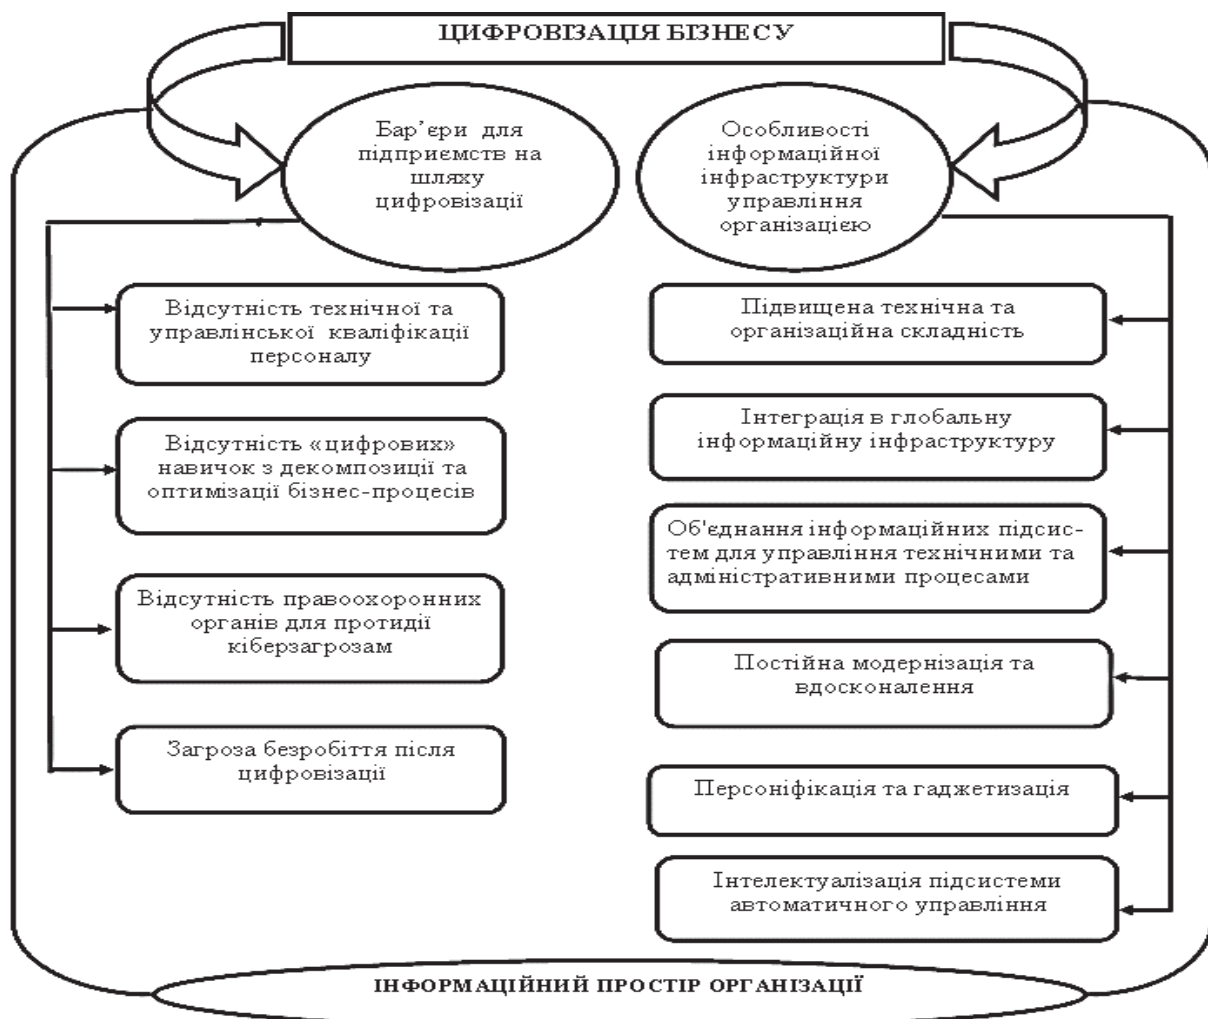 ЦИФРОВІЗАЦІЯ БІЗНЕСУ
Бар’єри для
підприємств на
шляху
цифровізації
Особливості
інформаційної
інфраструктури
управління
організацією
Відсутність технічної та
управлінської кваліфікації
персоналу
Відсутність «цифрових»
навичок з декомпозиції та
оптимізації бізнес-процесів
Відсутність правоохоронних
органів для протидії
кіберзагрозам
Загроза безробіття після
цифровізації
Підвищена технічна та
організаційна складність
Інтеграція в глобальну
інформаційну інфраструктуру
Об'єднання інформаційних підсис-
тем для управління технічними та
адміністративними процесами
Постійна модернізація та
вдосконалення
Персоніфікація та гаджетизація
Інтелектуалізація підсистеми
автоматичного управління
ІНФОРМАЦІЙНИЙ ПРОСТІР ОРГАНІЗАЦІЇ